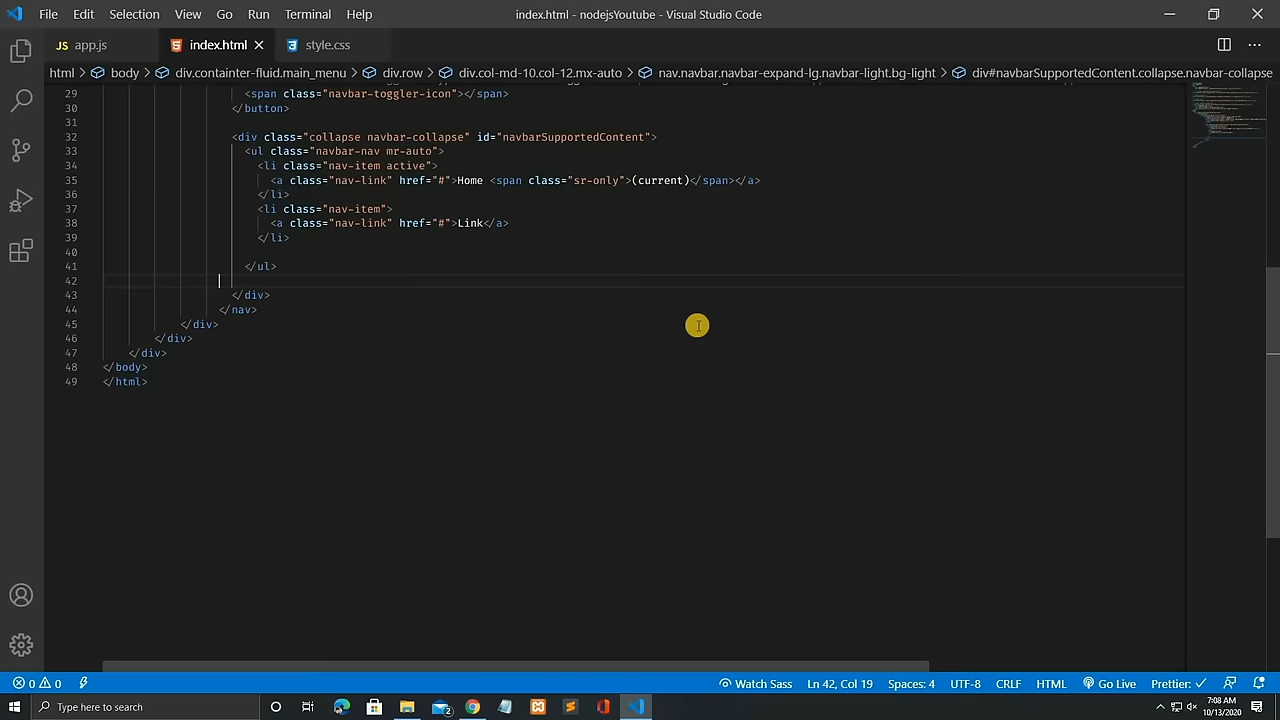 File Edit Selection View Go Run Terminal Help index.html - nodejsYoutube - Visual Studio Code
JS app.js index.html style.css
html > body > div.containter-fluid.main_menu > div.row > div.col-md-10.col-12.mx-auto > nav.navbar.navbar-expand-lg.navbar-light.bg-light > div#navbarSupportedContent.collapse.navbar-collapse
29 <span class="navbar-toggler-icon"></span>
30 </button>
31
32 <div class="collapse navbar-collapse" id="navbarSupportedContent">
33 <ul class="navbar-nav mr-auto">
34 <li class="nav-item active">
35 <a class="nav-link" href="#">Home <span class="sr-only">(current)</span></a>
36 </li>
37 <li class="nav-item">
38 <a class="nav-link" href="#">Link</a>
39 </li>
40
41 </ul>
42
43 </div>
44 </nav>
45 </div>
46 </div>
47 </div>
48 </body>
49 </html>
0 0 Watch Sass Ln 42, Col 19 Spaces: 4 UTF-8 CRLF HTML Go Live Prettier: ✓
Type here to search 2 7:08 AM
10/13/2020